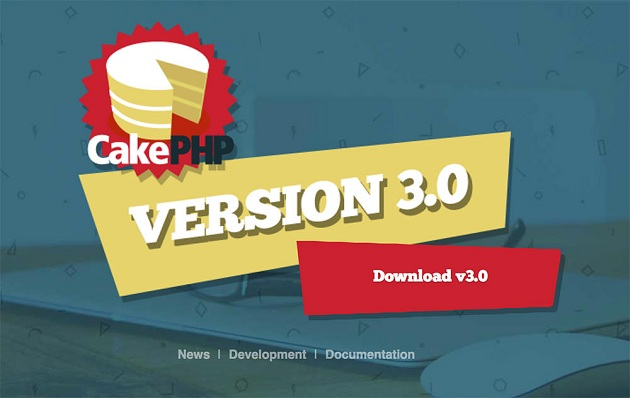 CakePHP
VERSION 3.0
Download v3.0
News | Development | Documentation